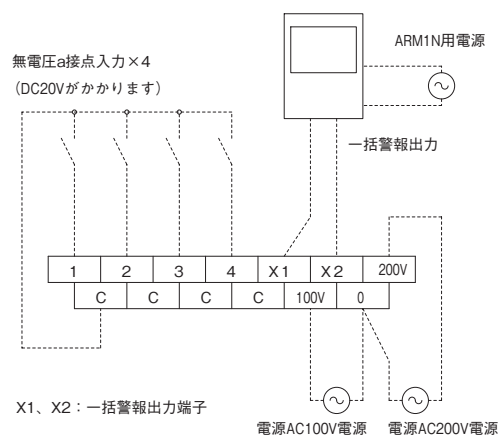 無電圧a接点入力×4
(DC20Vがかかります)
ARM1N用電源
一括警報出力
1 2 3 4 X1 X2 200V
C C C C 100V 0
X1、X2：一括警報出力端子
電源AC100V電源 電源AC200V電源